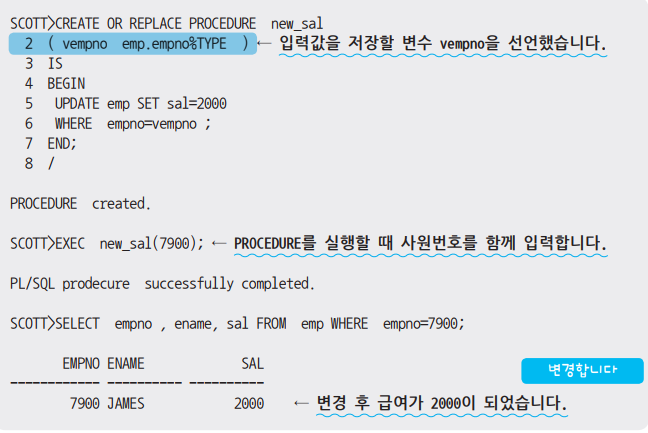 SCOTT>CREATE OR REPLACE PROCEDURE new_sal
2 ( vempno emp.empno%TYPE ) ← 입력값을 저장할 변수 vempno을 선언했습니다.
3 IS
4 BEGIN
5 UPDATE emp SET sal=2000
6 WHERE empno=vempno ;
7 END;
8 /
PROCEDURE created.
SCOTT>EXEC new_sal(7900); ← PROCEDURE를 실행할 때 사원번호를 함께 입력합니다.
PL/SQL prodecure successfully completed.
SCOTT>SELECT empno , ename, sal FROM emp WHERE empno=7900;
EMPNO ENAME SAL
변경합니다
------------ ---------- ----------
7900 JAMES 2000 ← 변경 후 급여가 2000이 되었습니다.